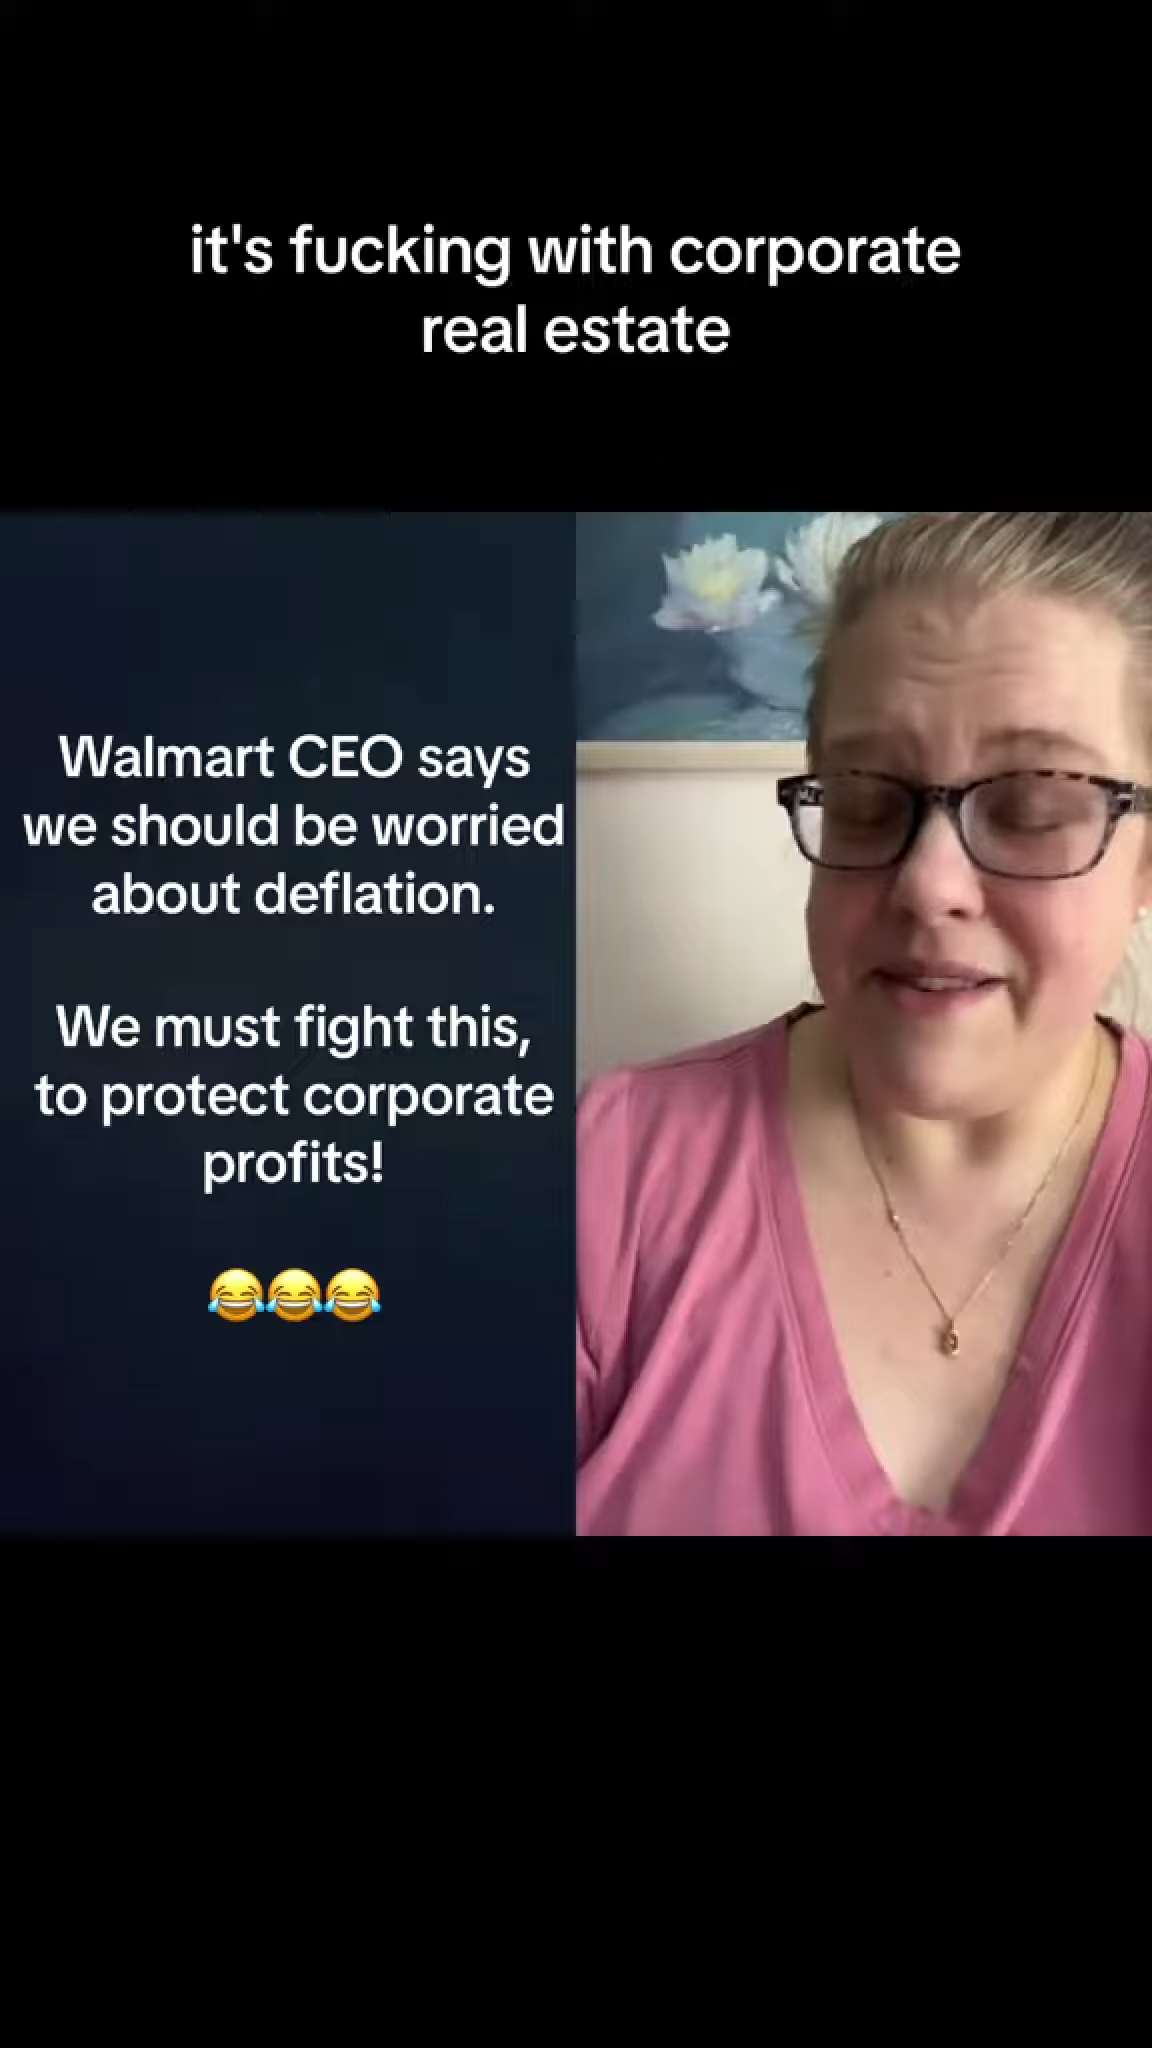 it's fucking with corporate
real estate
Walmart CEO says
we should be worried
about deflation.
We must fight this,
to protect corporate
profits!
😂😂😂